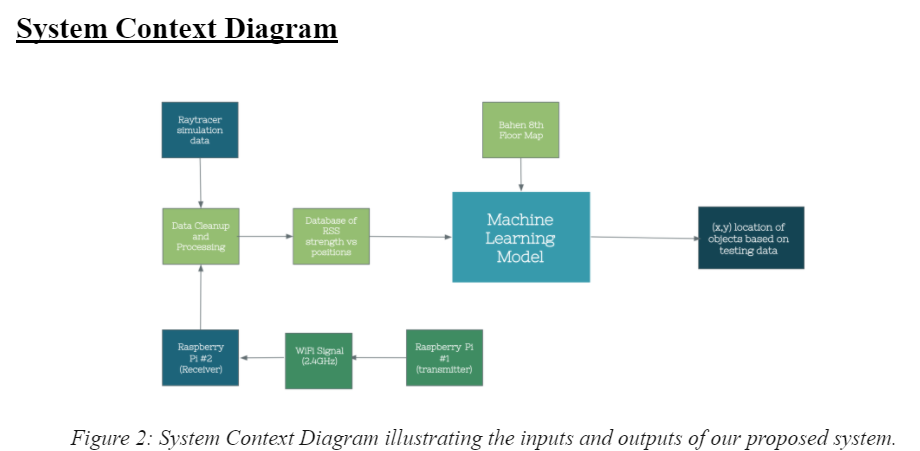 System Context Diagram
Raytracer
simulation
data
Bahen 8th
Floor Map
Data Cleanup
and
Processing
Database of
RSS
strength vs
positions
Machine
Learning
Model
(x,y) location of
objects based on
testing data
Raspberry
Pi #2
(Receiver)
WiFi Signal
(2.4GHz)
Raspberry Pi
#1
(transmitter)
Figure 2: System Context Diagram illustrating the inputs and outputs of our proposed system.